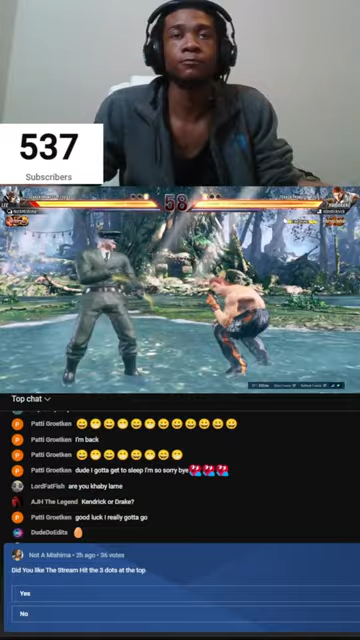 537
Subscribers
LEE
58
Top chat
Patti Groetken 😀😁😀😁😀😁😀😀😀😀😀😀
Patti Groetken I'm back
Patti Groetken 😀😁😀😁😀😁😀😁
Patti Groetken dude I gotta get to sleep I'm so sorry bye
LordFatFish are you khaby lame
AJH The Legend Kendrick or Drake?
Patti Groetken good luck I really gotta go
DudeDoEdits 🥚
Not A Mishima • 2h ago • 36 votes
Did You like The Stream Hit the 3 dots at the top
Yes
No